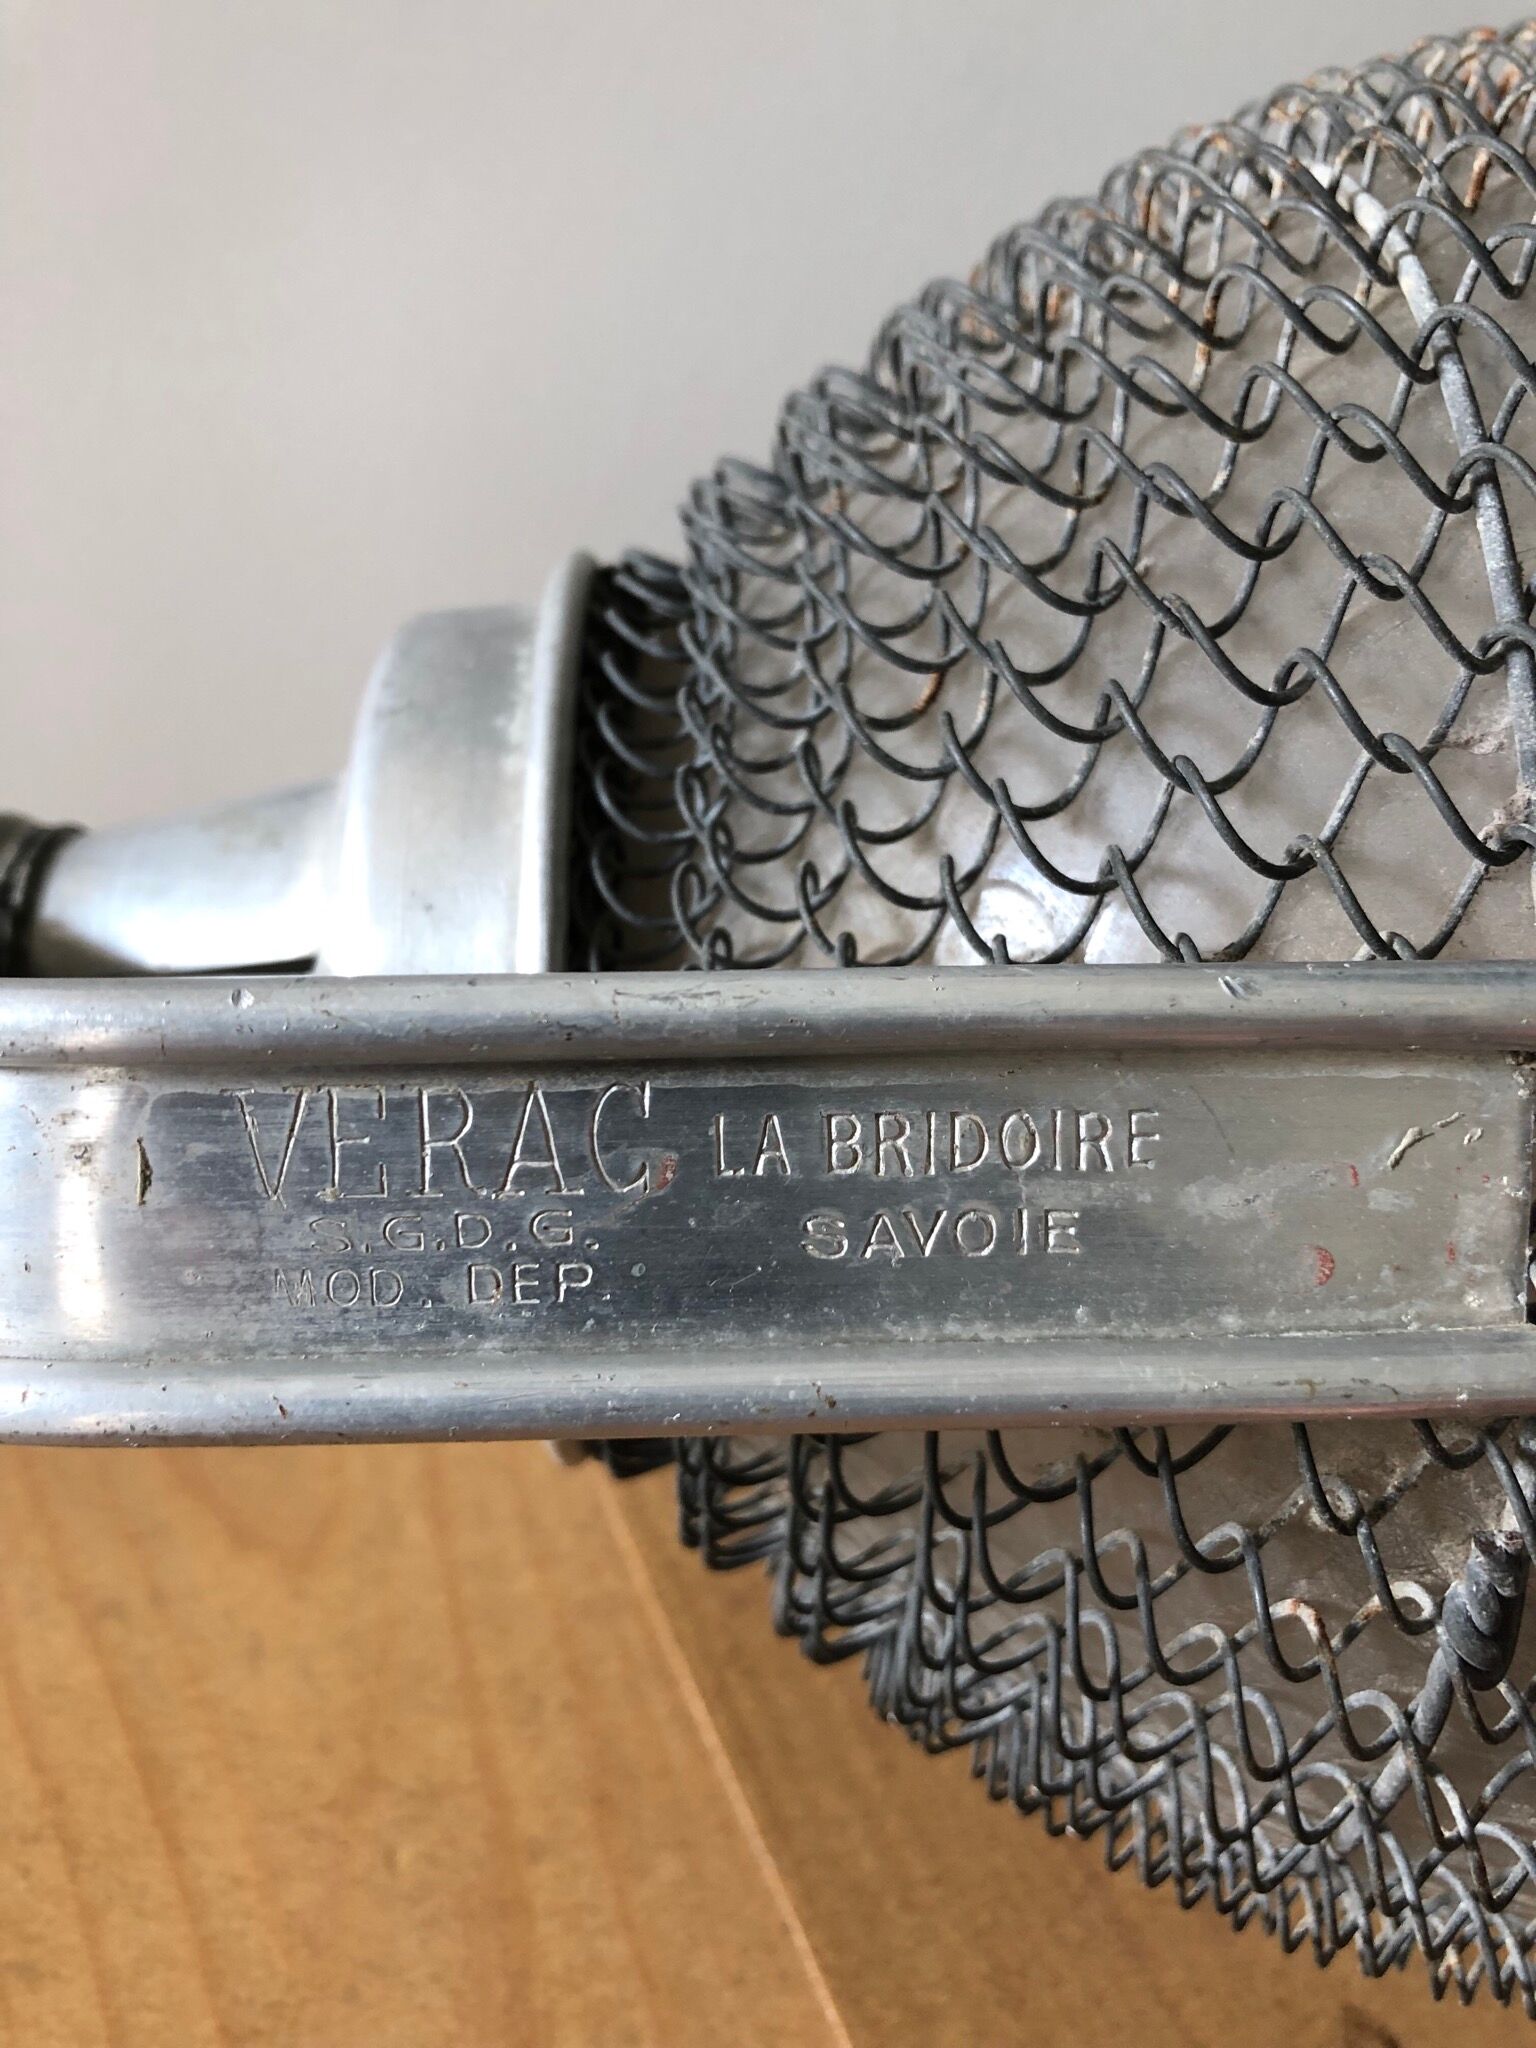 VERAC LA BRIDOIRE
S.G.D.G. SAVOIE
MOD. DEP.